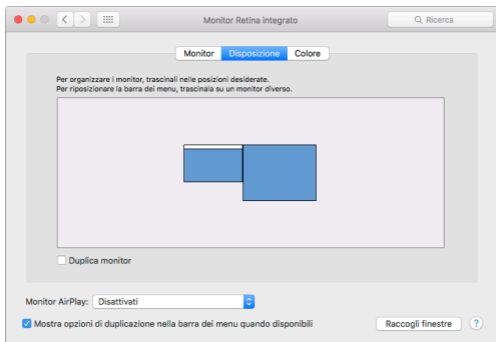 Monitor Retina integrato
Ricerca
Monitor Disposizione Colore
Per organizzare i monitor, trascinali nelle posizioni desiderate.
Per riposizionare la barra dei menu, trascinala su un monitor diverso.
Duplica monitor
Monitor AirPlay: Disattivati
Mostra opzioni di duplicazione nella barra dei menu quando disponibili
Raccogli finestre ?